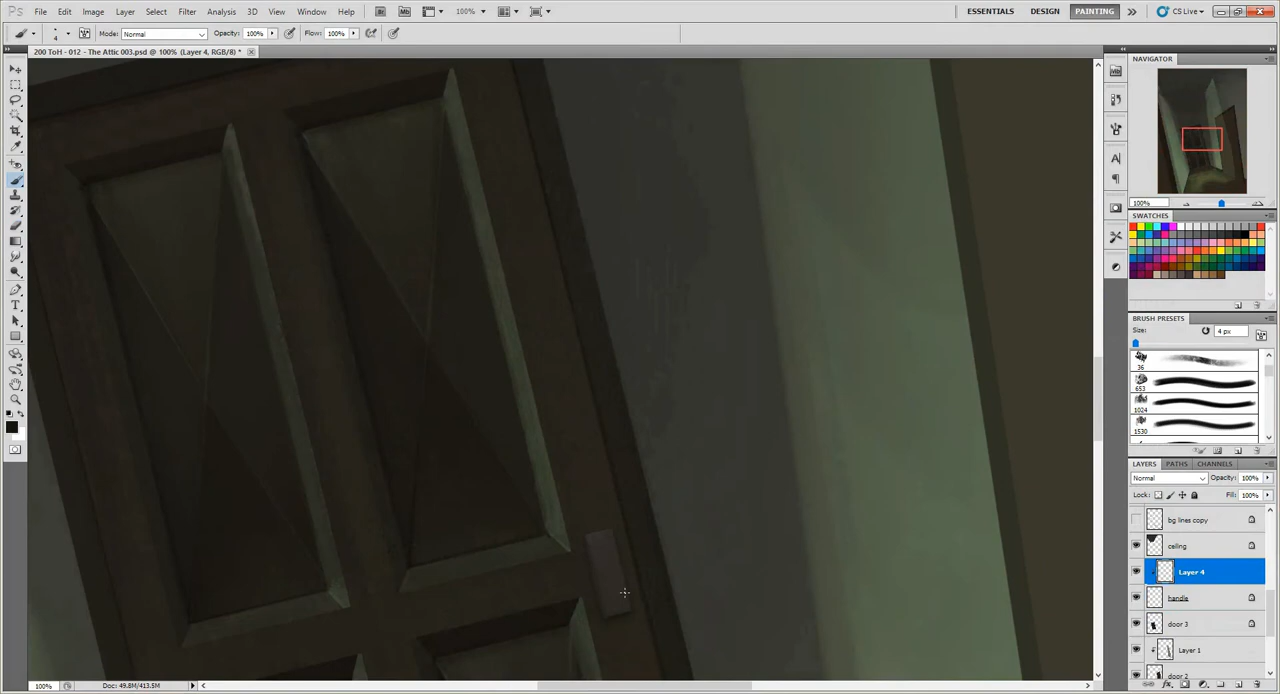 Ps File Edit Image Layer Select Filter Analysis 3D View Window Help Br Mb 100% ESSENTIALS DESIGN PAINTING CS Live
4 Mode: Normal Opacity: 100% Flow: 100%
200 ToH - 012 - The Attic 003.psd @ 100% (Layer 4, RGB/8) *
NAVIGATOR
100%
SWATCHES
BRUSH PRESETS
Size: 4 px
36
653
1024
1530
LAYERS PATHS CHANNELS
Normal Opacity: 100%
Lock: Fill: 100%
bg lines copy
ceiling
Layer 4
handle
door 3
Layer 1
door 2
100% Doc: 49.8M/413.5M